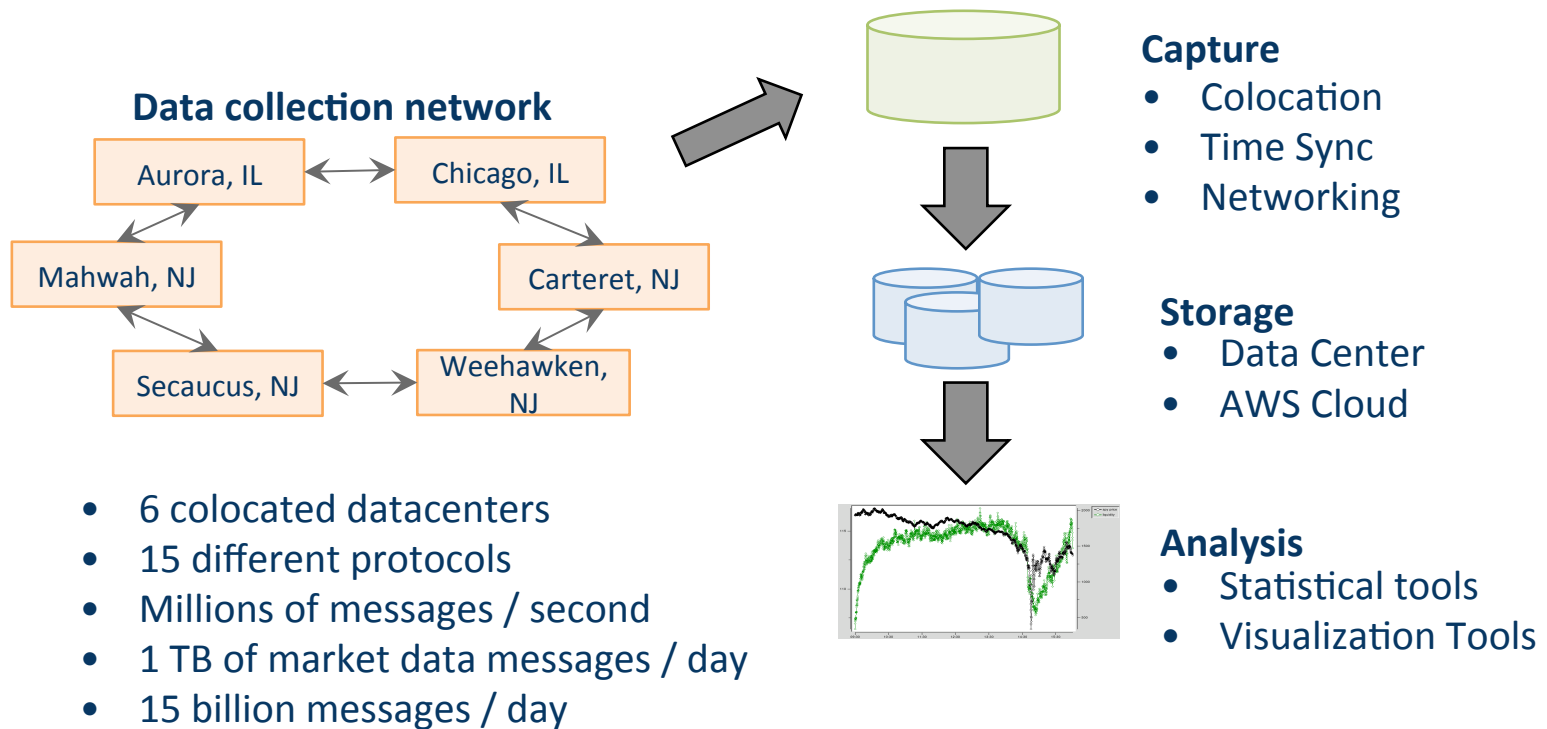 Data collection network
Aurora, IL
Chicago, IL
Mahwah, NJ
Carteret, NJ
Secaucus, NJ
Weehawken,
NJ
• 6 colocated datacenters
• 15 different protocols
• Millions of messages / second
• 1 TB of market data messages / day
• 15 billion messages / day
Capture
• Colocation
• Time Sync
• Networking
Storage
• Data Center
• AWS Cloud
Analysis
• Statistical tools
• Visualization Tools